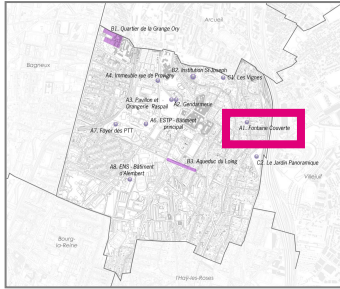 Arcueil
B1. Quartier de la Grange Ory
Bagneux
B2. Institution St-Joseph
A4. Immeuble rue de Provigny
C1. Les Vignes
A3. Pavillon et
Orangerie Raspail
A2. Gendarmerie
A1. Fontaine Couverte
A6. ESTP - Bâtiment
principal
A7. Foyer des PTT
B3. Aqueduc du Loing
C2. Le Jardin Panoramique
A8. ENS - Bâtiment
d'Alembert
Villejuif
Bourg-
la-Reine
l'Haÿ-les-Roses